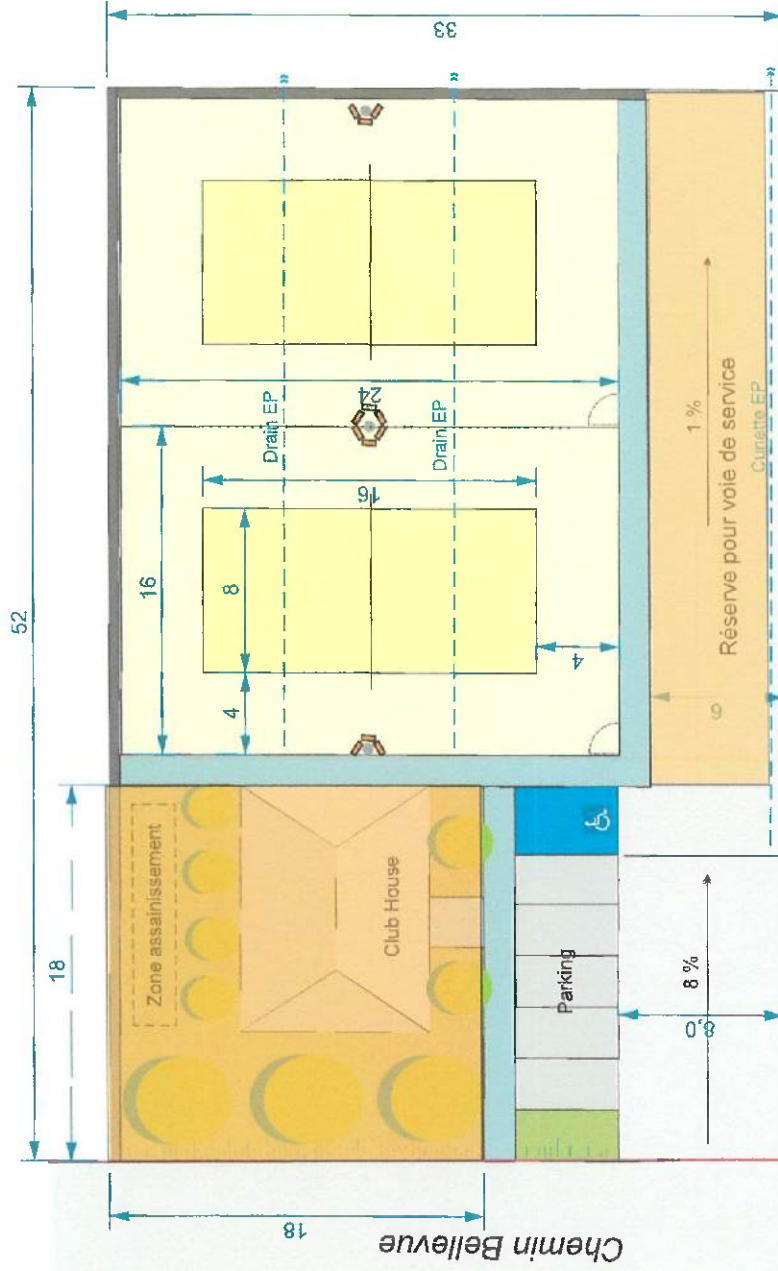 52
18
Zone assainissement
Club House
18
Chemin Bellevue
Parking
8 %
8,0
16
8
4
16
4
24
Drain EP
Drain EP
33
1 %
Réserve pour voie de service
Cunette EP
6